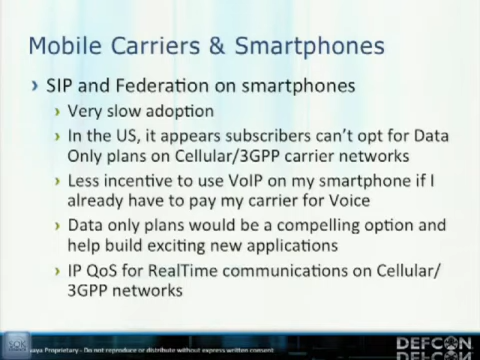 Mobile Carriers & Smartphones
› SIP and Federation on smartphones
› Very slow adoption
› In the US, it appears subscribers can't opt for Data
Only plans on Cellular/3GPP carrier networks
› Less incentive to use VoIP on my smartphone if I
already have to pay my carrier for Voice
› Data only plans would be a compelling option and
help build exciting new applications
› IP QoS for RealTime communications on Cellular/
3GPP networks
Proprietary - Do not reproduce or distribute without express written consent
DEFCON